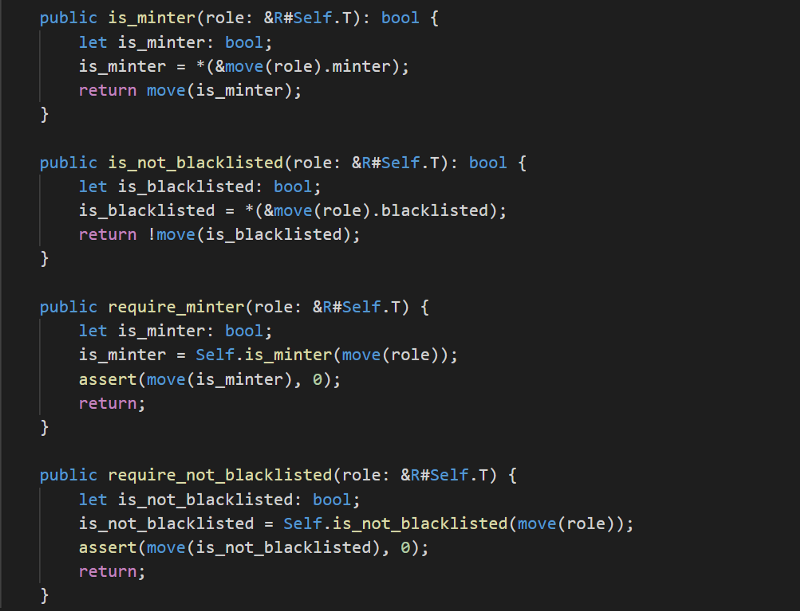 public is_minter(role: &R#Self.T): bool {
    let is_minter: bool;
    is_minter = *(&move(role).minter);
    return move(is_minter);
}

public is_not_blacklisted(role: &R#Self.T): bool {
    let is_blacklisted: bool;
    is_blacklisted = *(&move(role).blacklisted);
    return !move(is_blacklisted);
}

public require_minter(role: &R#Self.T) {
    let is_minter: bool;
    is_minter = Self.is_minter(move(role));
    assert(move(is_minter), 0);
    return;
}

public require_not_blacklisted(role: &R#Self.T) {
    let is_not_blacklisted: bool;
    is_not_blacklisted = Self.is_not_blacklisted(move(role));
    assert(move(is_not_blacklisted), 0);
    return;
}